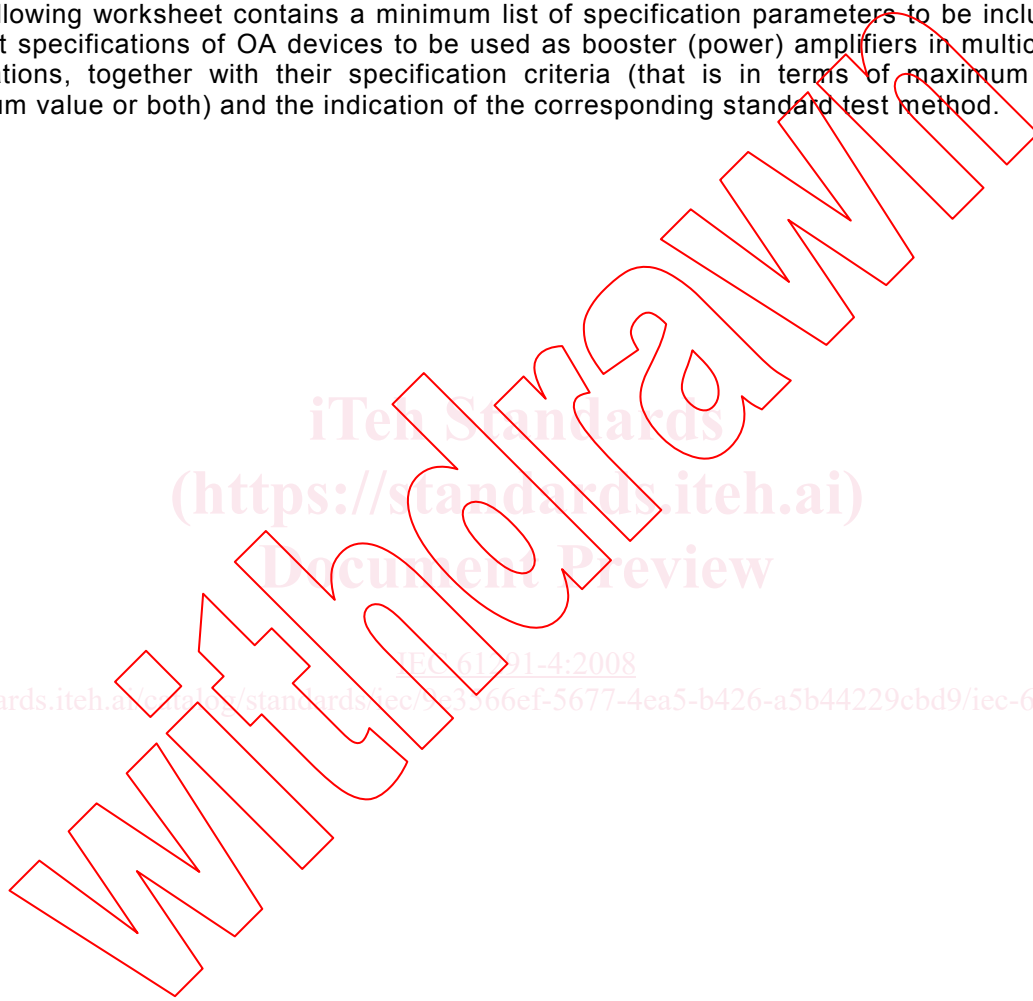 llowing worksheet contains a minimum list of specification parameters to be inclu
t specifications of OA devices to be used as booster (power) amplifiers in multic
ations, together with their specification criteria (that is in terms of maximum
um value or both) and the indication of the corresponding standard test method.
withdrawn
iTeh Standards
(https://standards.iteh.ai)
Document Preview
IEC 61291-4:2008
ards.iteh.ai/catalog/standards/iec/9e3566ef-5677-4ea5-b426-a5b44229cbd9/iec-6